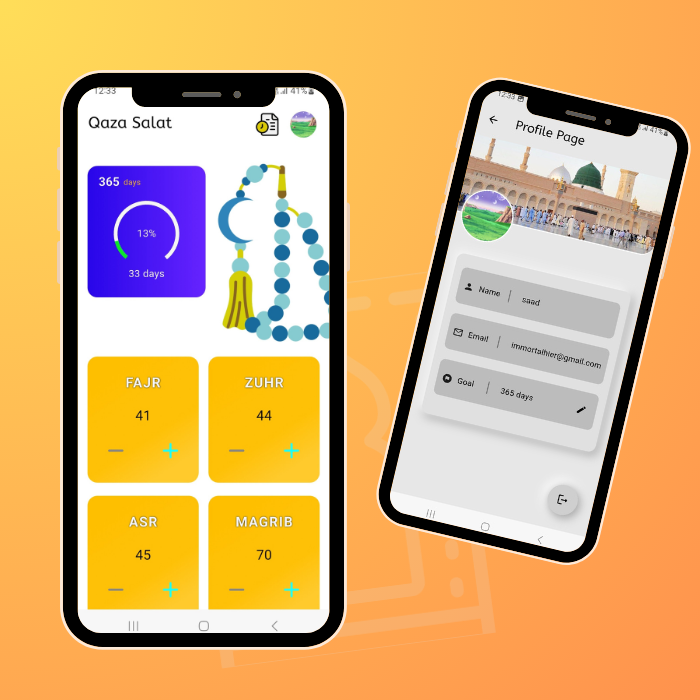 12:33
41%
Qaza Salat
365 days
13%
33 days
FAJR
41
ZUHR
44
ASR
45
MAGRIB
70
12:33
41%
Profile Page
Name
saad
Email
immortalhier@gmail.com
Goal
365 days